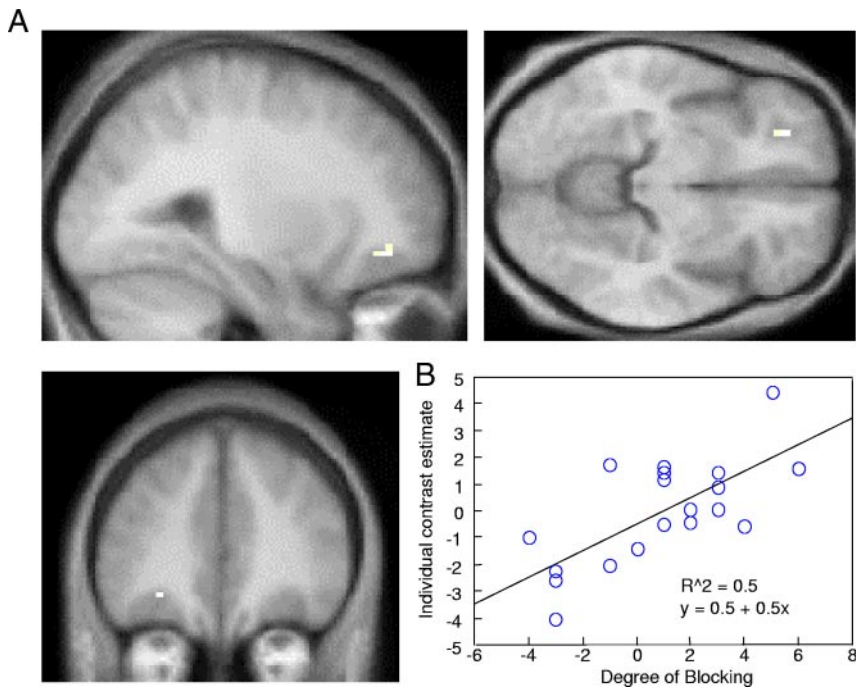 A
B
5
4
3
2
1
0
-1
-2
-3
-4
-5
Individual contrast estimate
R^2 = 0.5
y = 0.5 + 0.5x
-6 -4 -2 0 2 4 6 8
Degree of Blocking